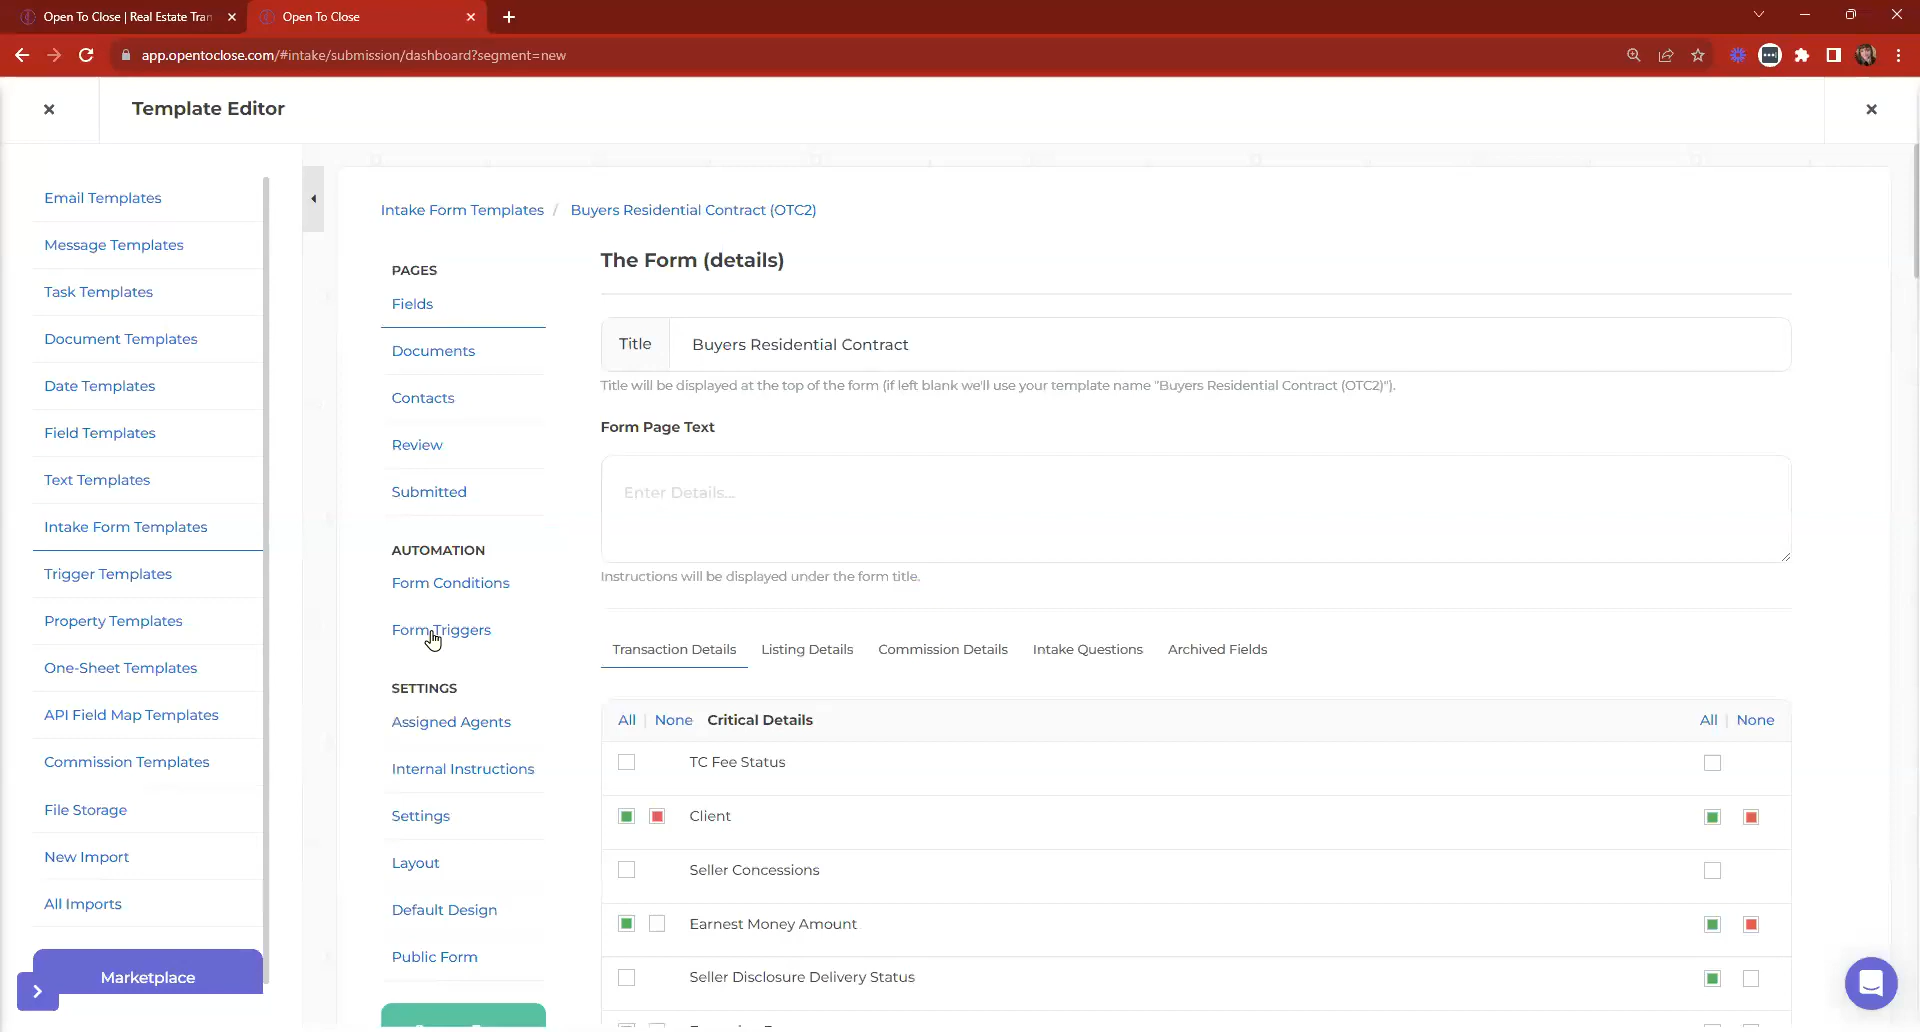 Open To Close | Real Estate Tran
Open To Close
app.opentoclose.com/#intake/submission/dashboard?segment=new
Template Editor
Email Templates
Message Templates
Task Templates
Document Templates
Date Templates
Field Templates
Text Templates
Intake Form Templates
Trigger Templates
Property Templates
One-Sheet Templates
API Field Map Templates
Commission Templates
File Storage
New Import
All Imports
Marketplace
Intake Form Templates / Buyers Residential Contract (OTC2)
PAGES
Fields
Documents
Contacts
Review
Submitted
AUTOMATION
Form Conditions
Form Triggers
SETTINGS
Assigned Agents
Internal Instructions
Settings
Layout
Default Design
Public Form
The Form (details)
Title Buyers Residential Contract
Title will be displayed at the top of the form (if left blank we'll use your template name "Buyers Residential Contract (OTC2)").
Form Page Text
Enter Details...
Instructions will be displayed under the form title.
Transaction Details Listing Details Commission Details Intake Questions Archived Fields
All | None Critical Details All | None
TC Fee Status
Client
Seller Concessions
Earnest Money Amount
Seller Disclosure Delivery Status